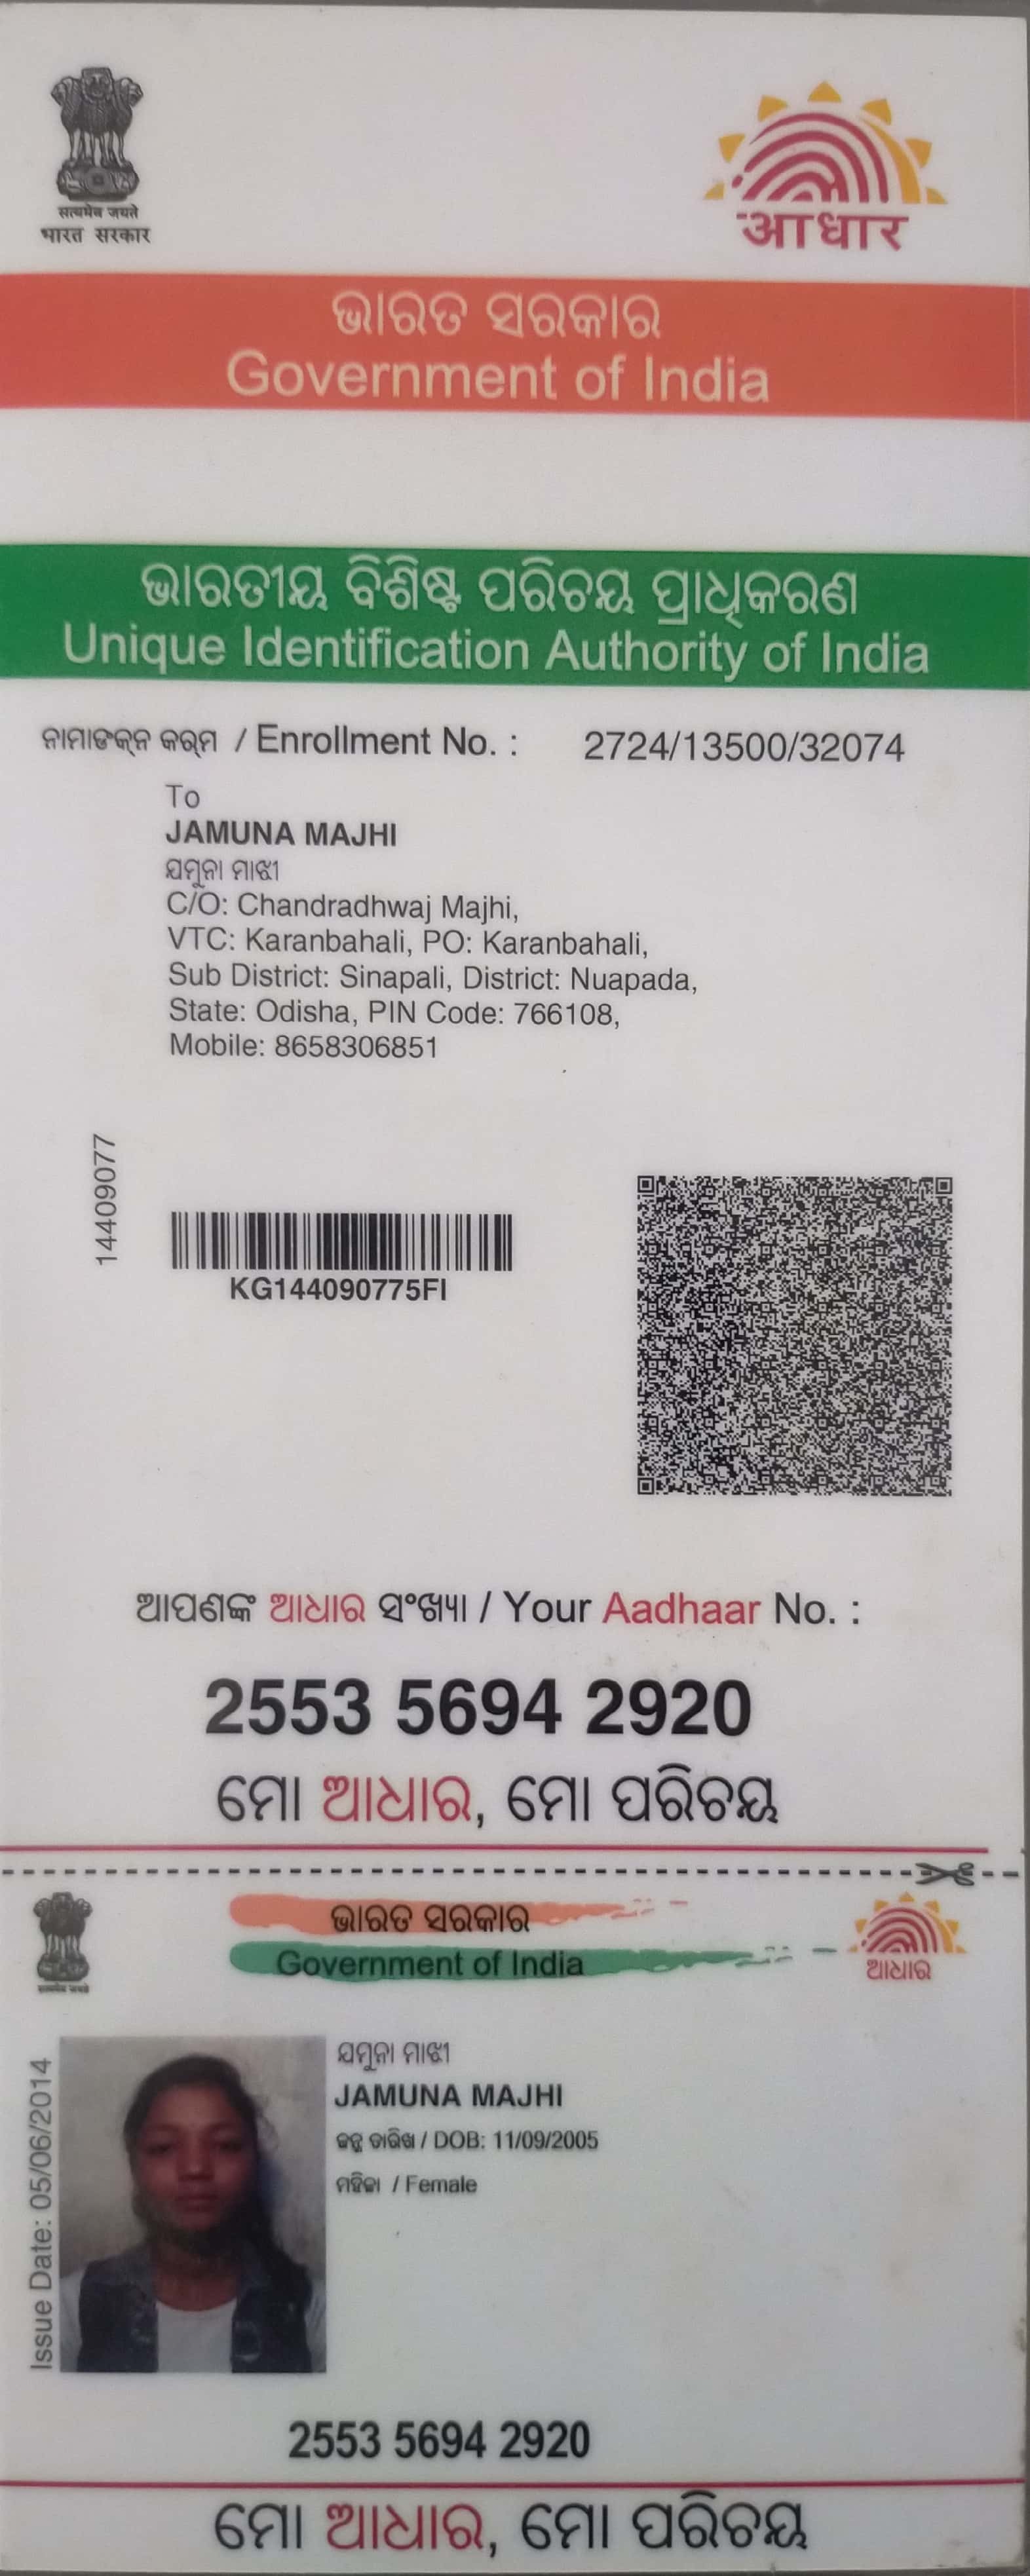 सत्यमेव जयते
भारत सरकार
आधार
ଭାରତ ସରକାର
Government of India
ଭାରତୀୟ ବିଶିଷ୍ଟ ପରିଚୟ ପ୍ରାଧିକରଣ
Unique Identification Authority of India
ନାମାଙ୍କନ କ୍ରମ / Enrollment No. : 2724/13500/32074
To
JAMUNA MAJHI
ଯମୁନା ମାଝୀ
C/O: Chandradhwaj Majhi,
VTC: Karanbahali, PO: Karanbahali,
Sub District: Sinapali, District: Nuapada,
State: Odisha, PIN Code: 766108,
Mobile: 8658306851
14409077
KG144090775FI
ଆପଣଙ୍କ ଆଧାର ସଂଖ୍ୟା / Your Aadhaar No. :
2553 5694 2920
ମୋ ଆଧାର, ମୋ ପରିଚୟ
ଭାରତ ସରକାର
Government of India
ଆଧାର
Issue Date: 05/06/2014
ଯମୁନା ମାଝୀ
JAMUNA MAJHI
ଜନ୍ମ ତାରିଖ / DOB: 11/09/2005
ମହିଳା / Female
2553 5694 2920
ମୋ ଆଧାର, ମୋ ପରିଚୟ